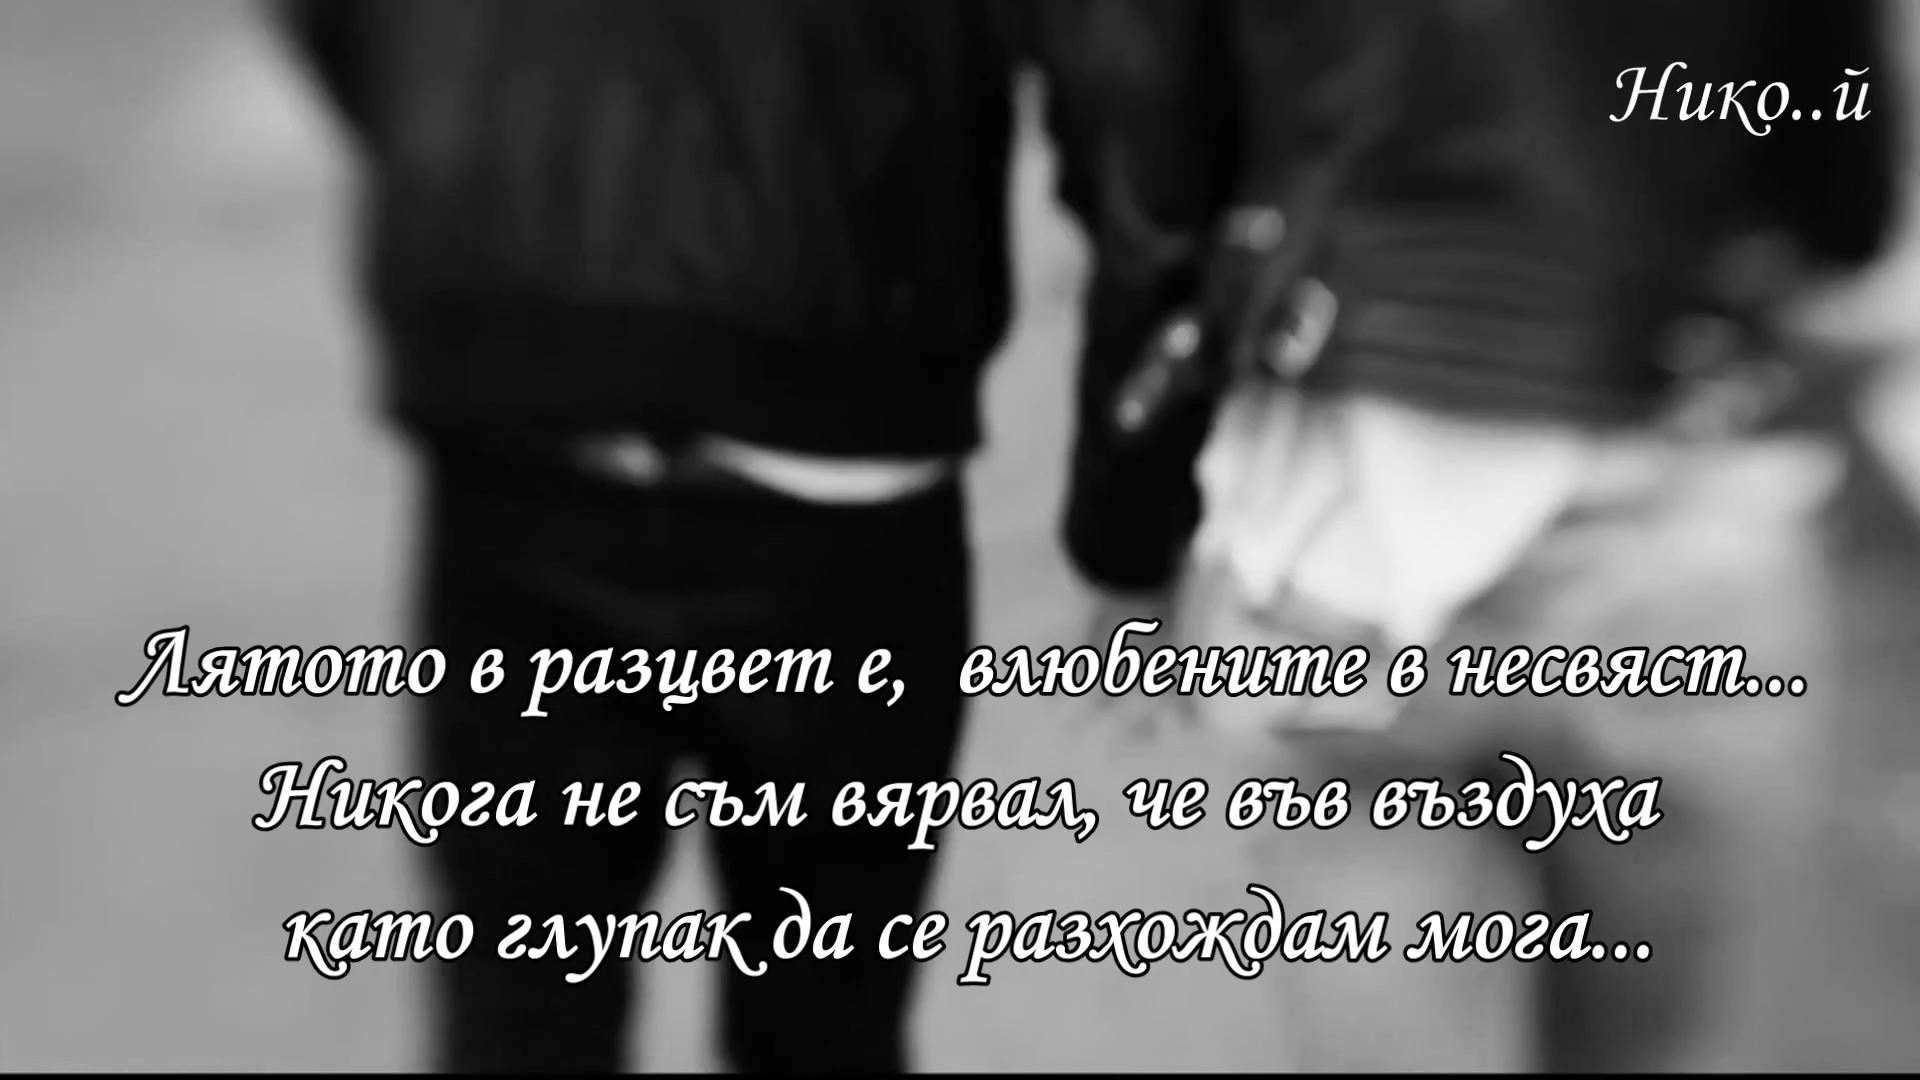 Нико..й
Лятото в разцвет е, влюбените в несвяст...
Никога не съм вярвал, че във въздуха
като глупак да се разхождам мога...